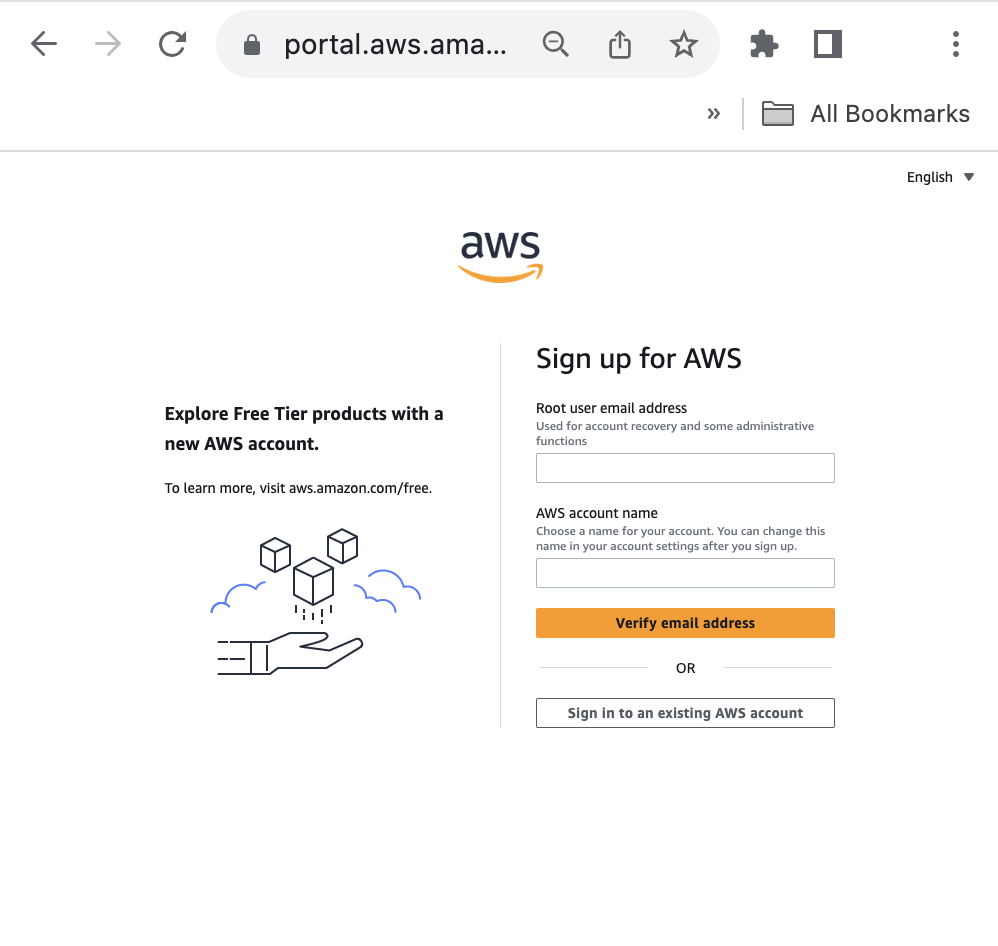 portal.aws.ama...
»
All Bookmarks
English
aws
Explore Free Tier products with a
new AWS account.
To learn more, visit aws.amazon.com/free.
Sign up for AWS
Root user email address
Used for account recovery and some administrative
functions
AWS account name
Choose a name for your account. You can change this
name in your account settings after you sign up.
Verify email address
OR
Sign in to an existing AWS account